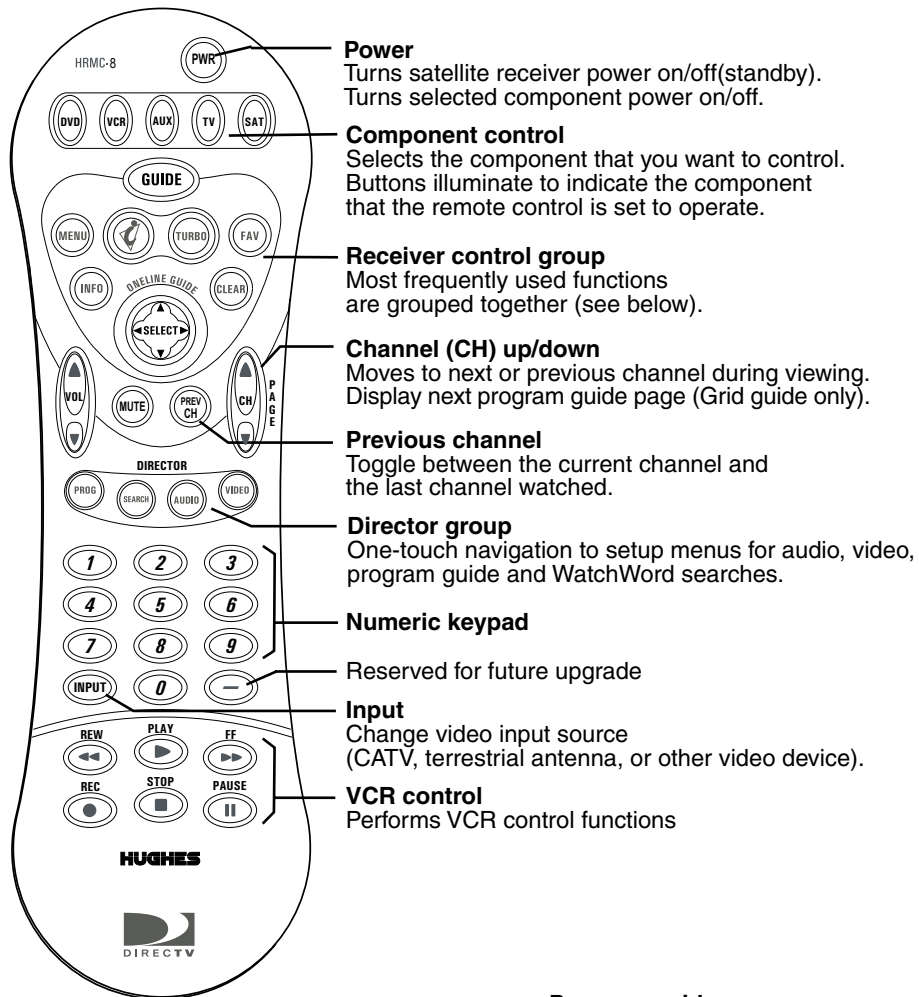 HRMC-8
PWR
DVD VCR AUX TV SAT
GUIDE
MENU i TURBO FAV
INFO ONELINE GUIDE CLEAR
SELECT
VOL MUTE PREV CH CH PAGE
DIRECTOR
PROG SEARCH AUDIO VIDEO
1 2 3
4 5 6
7 8 9
INPUT 0 —
REW PLAY FF
REC STOP PAUSE
HUGHES
DIRECTV
Power
Turns satellite receiver power on/off(standby).
Turns selected component power on/off.
Component control
Selects the component that you want to control.
Buttons illuminate to indicate the component
that the remote control is set to operate.
Receiver control group
Most frequently used functions
are grouped together (see below).
Channel (CH) up/down
Moves to next or previous channel during viewing.
Display next program guide page (Grid guide only).
Previous channel
Toggle between the current channel and
the last channel watched.
Director group
One-touch navigation to setup menus for audio, video,
program guide and WatchWord searches.
Numeric keypad
Reserved for future upgrade
Input
Change video input source
(CATV, terrestrial antenna, or other video device).
VCR control
Performs VCR control functions